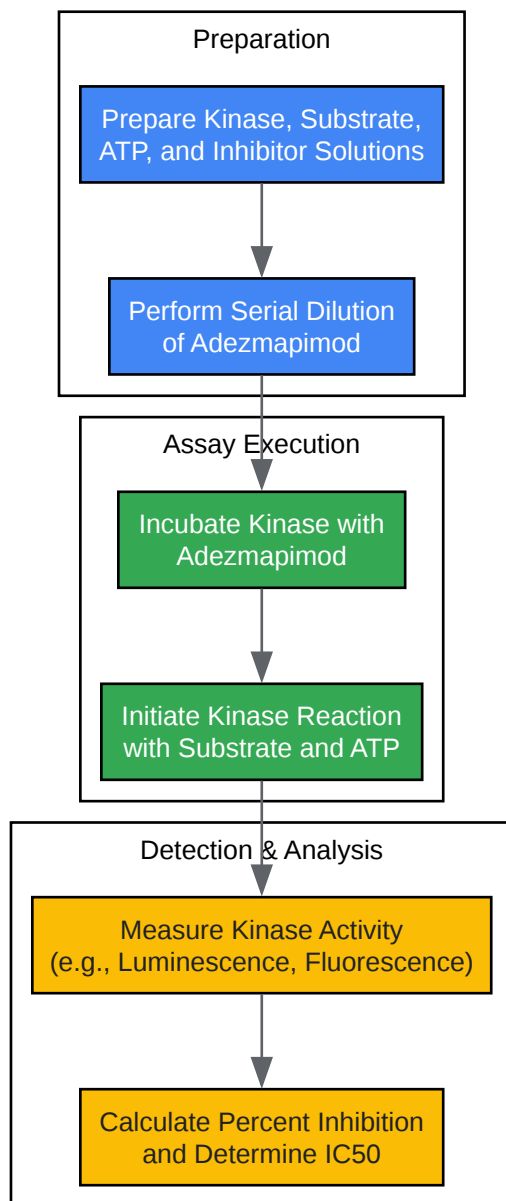 Preparation
Prepare Kinase, Substrate,
ATP, and Inhibitor Solutions
Perform Serial Dilution
of Adezmapimod
Assay Execution
Incubate Kinase with
Adezmapimod
Initiate Kinase Reaction
with Substrate and ATP
Detection & Analysis
Measure Kinase Activity
(e.g., Luminescence, Fluorescence)
Calculate Percent Inhibition
and Determine IC50